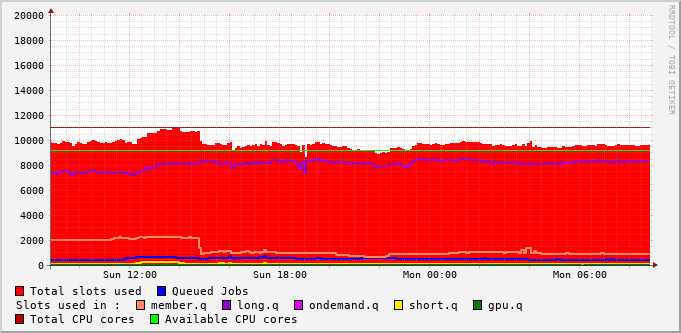 RRDTOOL / TOBI OETIKER
20000
18000
16000
14000
12000
10000
8000
6000
4000
2000
0
Sun 12:00 Sun 18:00 Mon 00:00 Mon 06:00
Total slots used Queued Jobs
Slots used in : member.q long.q ondemand.q short.q gpu.q
Total CPU cores Available CPU cores